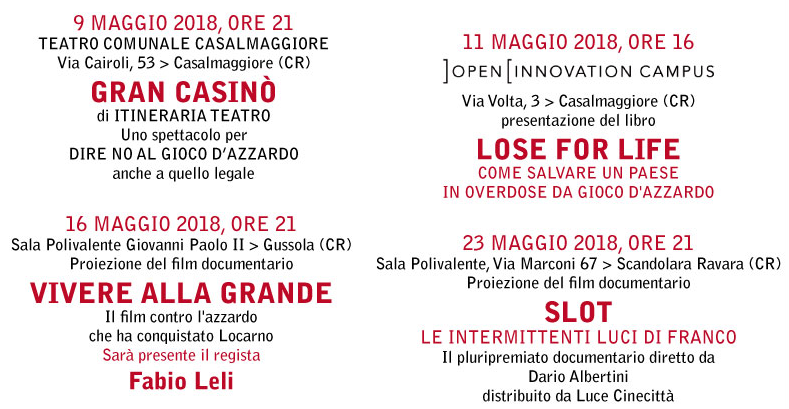 9 MAGGIO 2018, ORE 21
TEATRO COMUNALE CASALMAGGIORE
Via Cairoli, 53 > Casalmaggiore (CR)
GRAN CASINÒ
di ITINERARIA TEATRO
Uno spettacolo per
DIRE NO AL GIOCO D'AZZARDO
anche a quello legale
11 MAGGIO 2018, ORE 16
]OPEN[INNOVATION CAMPUS
Via Volta, 3 > Casalmaggiore (CR)
presentazione del libro
LOSE FOR LIFE
COME SALVARE UN PAESE
IN OVERDOSE DA GIOCO D'AZZARDO
16 MAGGIO 2018, ORE 21
Sala Polivalente Giovanni Paolo II > Gussola (CR)
Proiezione del film documentario
VIVERE ALLA GRANDE
Il film contro l'azzardo
che ha conquistato Locarno
Sarà presente il regista
Fabio Leli
23 MAGGIO 2018, ORE 21
Sala Polivalente, Via Marconi 67 > Scandolara Ravara (CR)
Proiezione del film documentario
SLOT
LE INTERMITTENTI LUCI DI FRANCO
Il pluripremiato documentario diretto da
Dario Albertini
distribuito da Luce Cinecittà